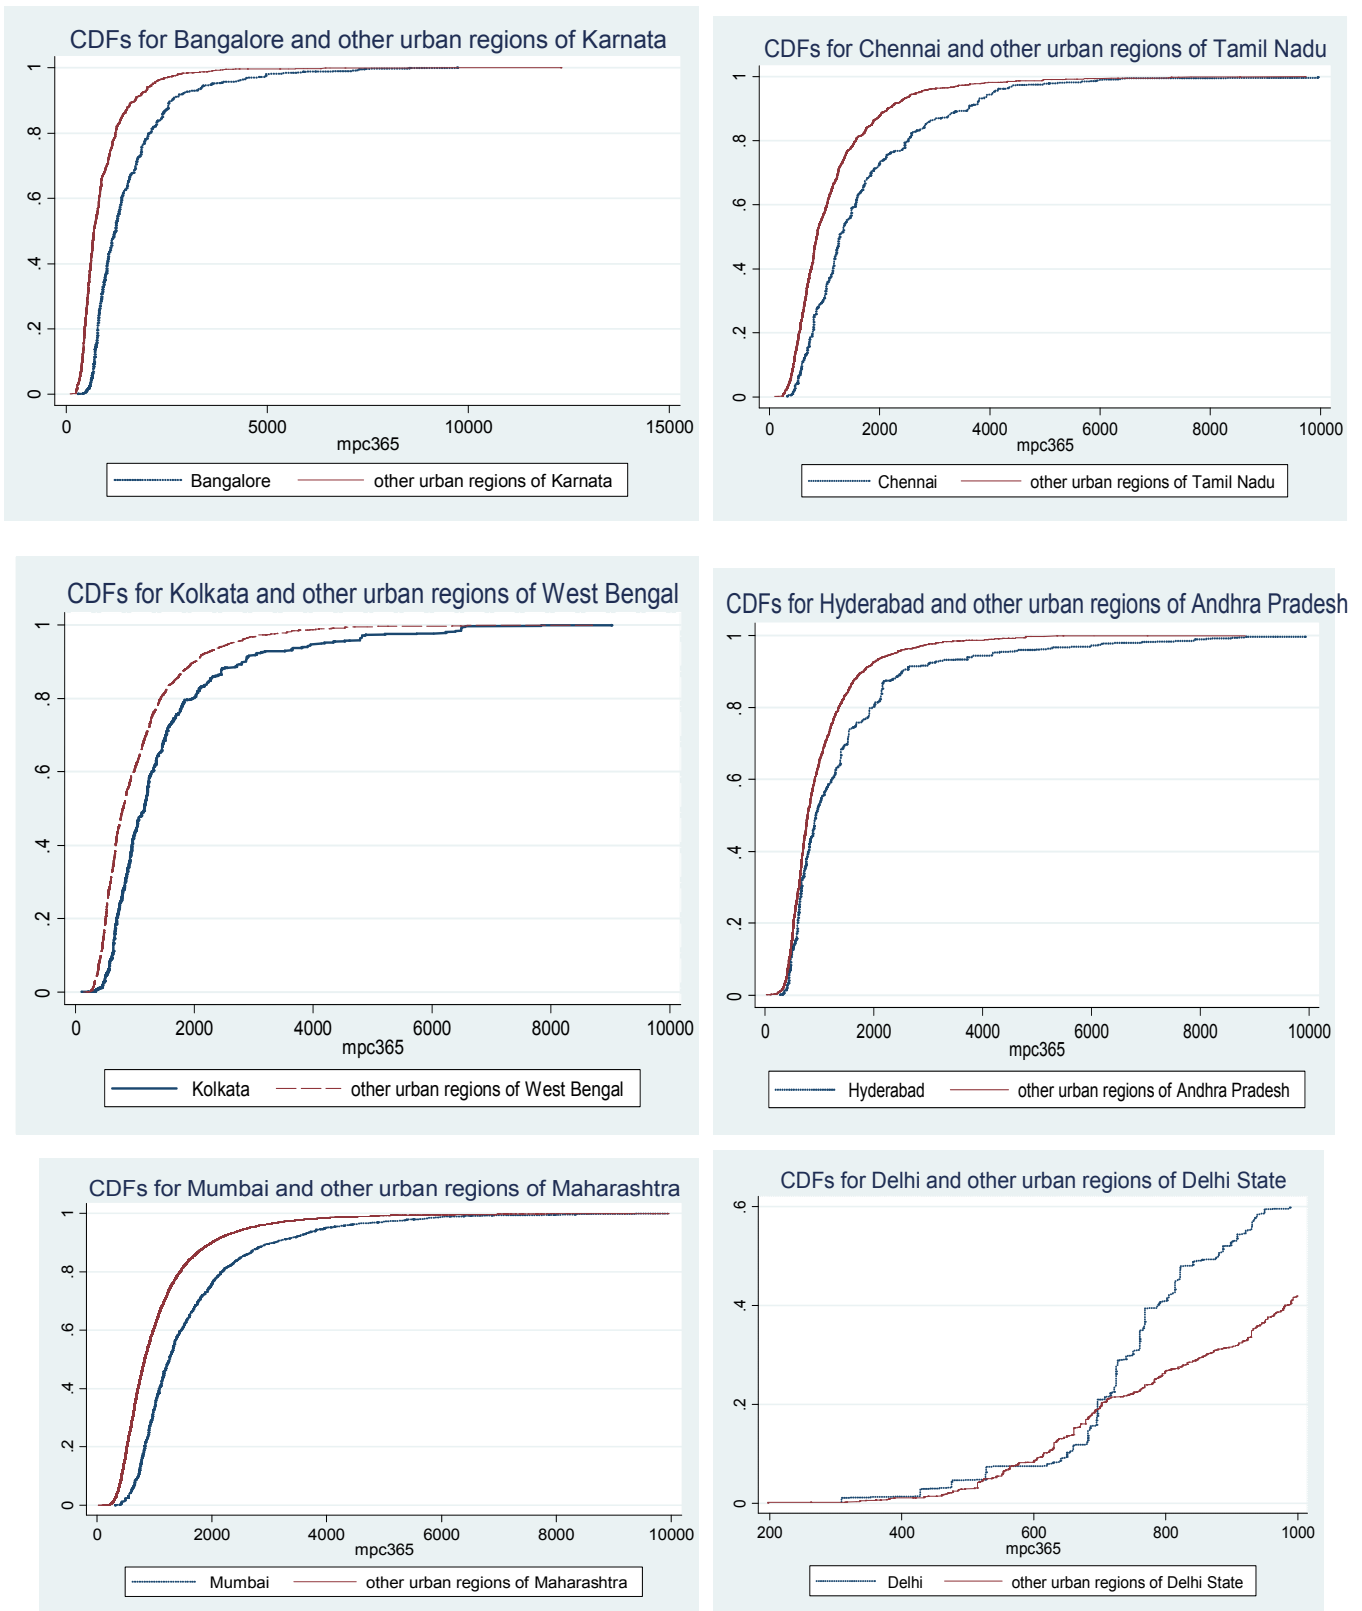 CDFs for Bangalore and other urban regions of Karnata
1
.8
.6
.4
.2
0
0 5000 10000 15000
mpc365
Bangalore other urban regions of Karnata
CDFs for Chennai and other urban regions of Tamil Nadu
1
.8
.6
.4
.2
0
0 2000 4000 6000 8000 10000
mpc365
Chennai other urban regions of Tamil Nadu
CDFs for Kolkata and other urban regions of West Bengal
1
.8
.6
.4
.2
0
0 2000 4000 6000 8000 10000
mpc365
Kolkata other urban regions of West Bengal
CDFs for Hyderabad and other urban regions of Andhra Pradesh
1
.8
.6
.4
.2
0
0 2000 4000 6000 8000 10000
mpc365
Hyderabad other urban regions of Andhra Pradesh
CDFs for Mumbai and other urban regions of Maharashtra
1
.8
.6
.4
.2
0
0 2000 4000 6000 8000 10000
mpc365
Mumbai other urban regions of Maharashtra
CDFs for Delhi and other urban regions of Delhi State
.6
.4
.2
0
200 400 600 800 1000
mpc365
Delhi other urban regions of Delhi State